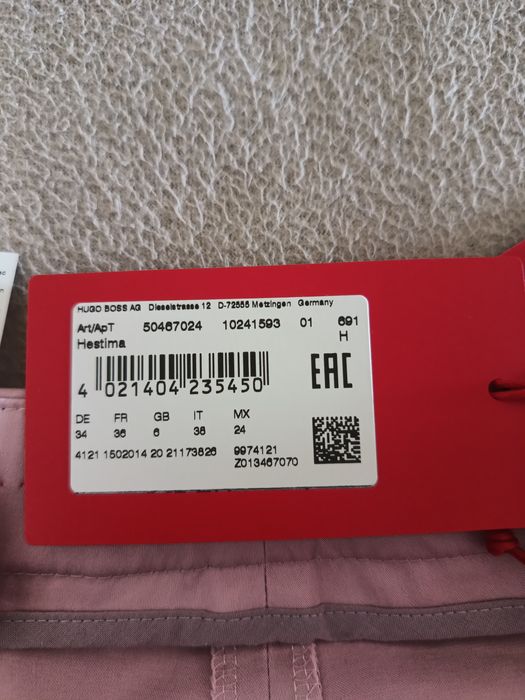 HUGO BOSS AG Dieselstrasse 12 D-72555 Metzingen Germany
Art/АрТ 50467024 10241593 01 691
Hestima H
4 021404 235450
EAC
DE FR GB IT MX
34 36 6 38 24
4121 1502014 20 21173826 9974121
Z013467070